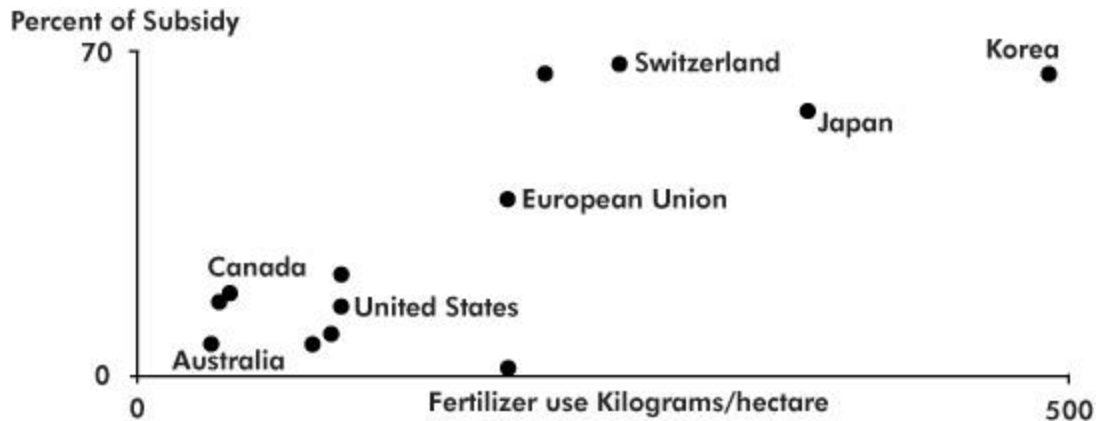 Percent of Subsidy
70
Switzerland
Korea
Japan
European Union
Canada
United States
Australia
0
0
Fertilizer use Kilograms/hectare
500